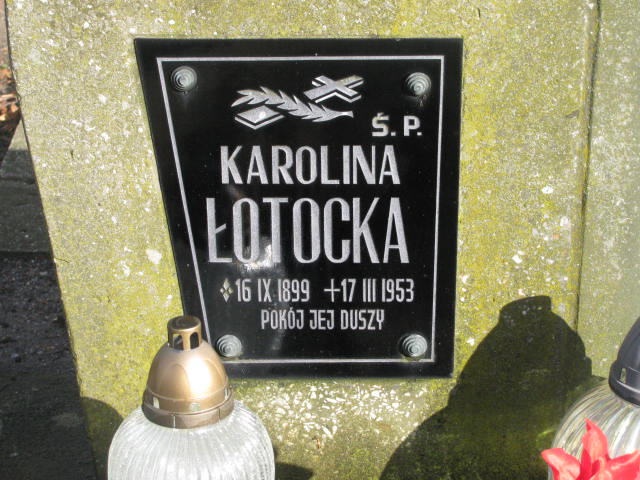 Ś. P.
KAROLINA
ŁOTOCKA
16 IX 1899 +17 III 1953
POKÓJ JEJ DUSZY